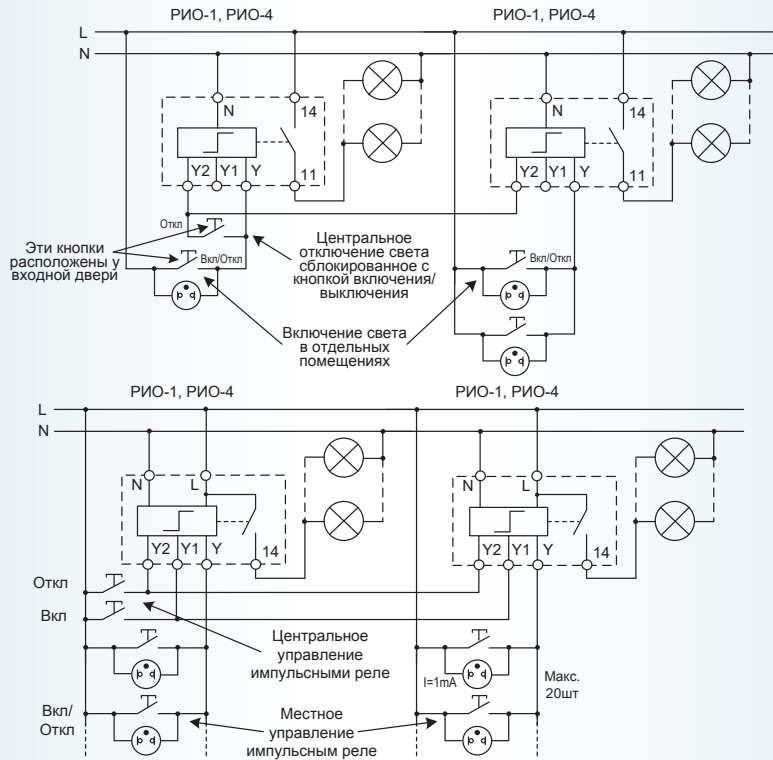 РИО-1, РИО-4
РИО-1, РИО-4
L
N
N
14
N
14
Y2 Y1 Y
11
Y2 Y1 Y
11
Откл
Эти кнопки
расположены у
входной двери
Вкл/Откл
Центральное
отключение света
сблокированное с
кнопкой включения/
выключения
Вкл/Откл
Включение света
в отдельных
помещениях
РИО-1, РИО-4
РИО-1, РИО-4
L
N
N
L
N
L
Y2 Y1 Y
14
Y2 Y1 Y
14
Откл
Вкл
Центральное
управление
импульсными реле
I=1mA
Макс.
20шт
Вкл/
Откл
Местное
управление
импульсным реле